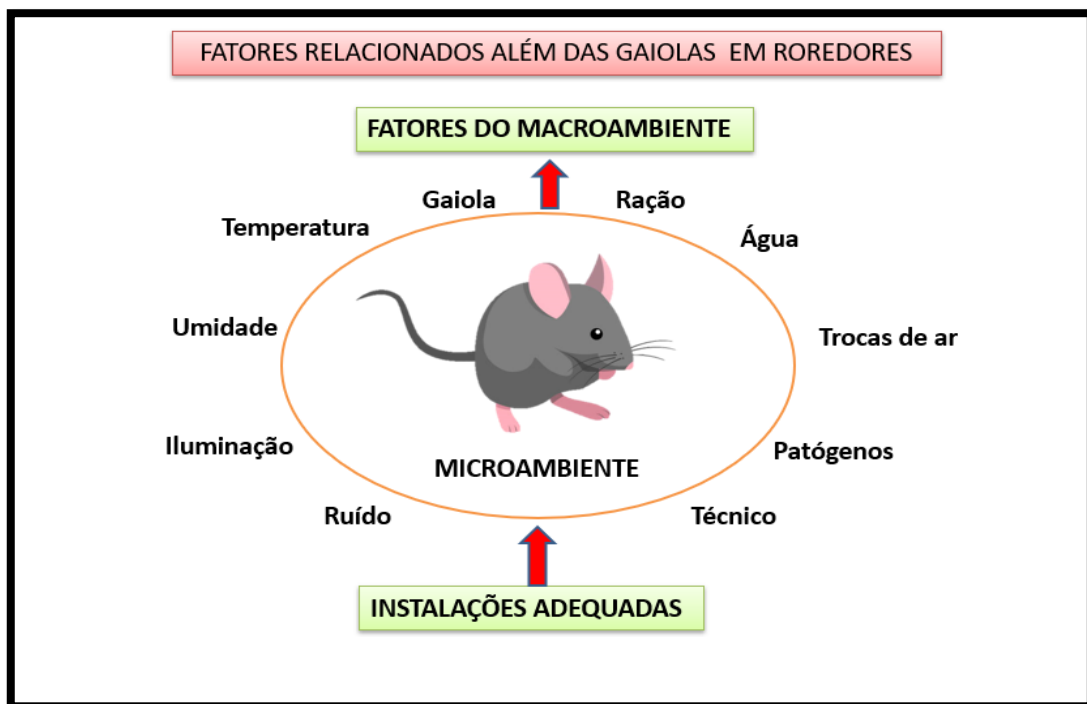 FATORES RELACIONADOS ALÉM DAS GAIOLAS EM ROREDORES
FATORES DO MACROAMBIENTE
Gaiola
Ração
Temperatura
Água
Umidade
Trocas de ar
Iluminação
Patógenos
MICROAMBIENTE
Ruído
Técnico
INSTALAÇÕES ADEQUADAS